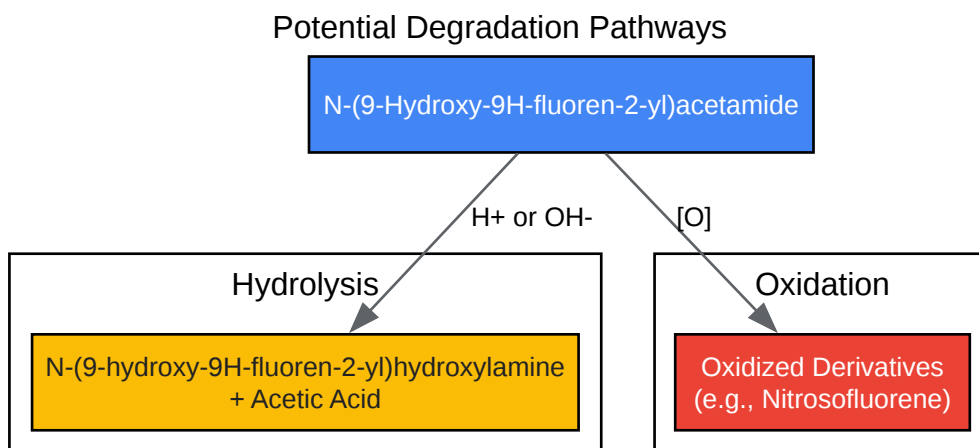 Potential Degradation Pathways
N-(9-Hydroxy-9H-fluoren-2-yl)acetamide
H+ or OH-
[O]
Hydrolysis
Oxidation
N-(9-hydroxy-9H-fluoren-2-yl)hydroxylamine
+ Acetic Acid
Oxidized Derivatives
(e.g., Nitrosofluorene)